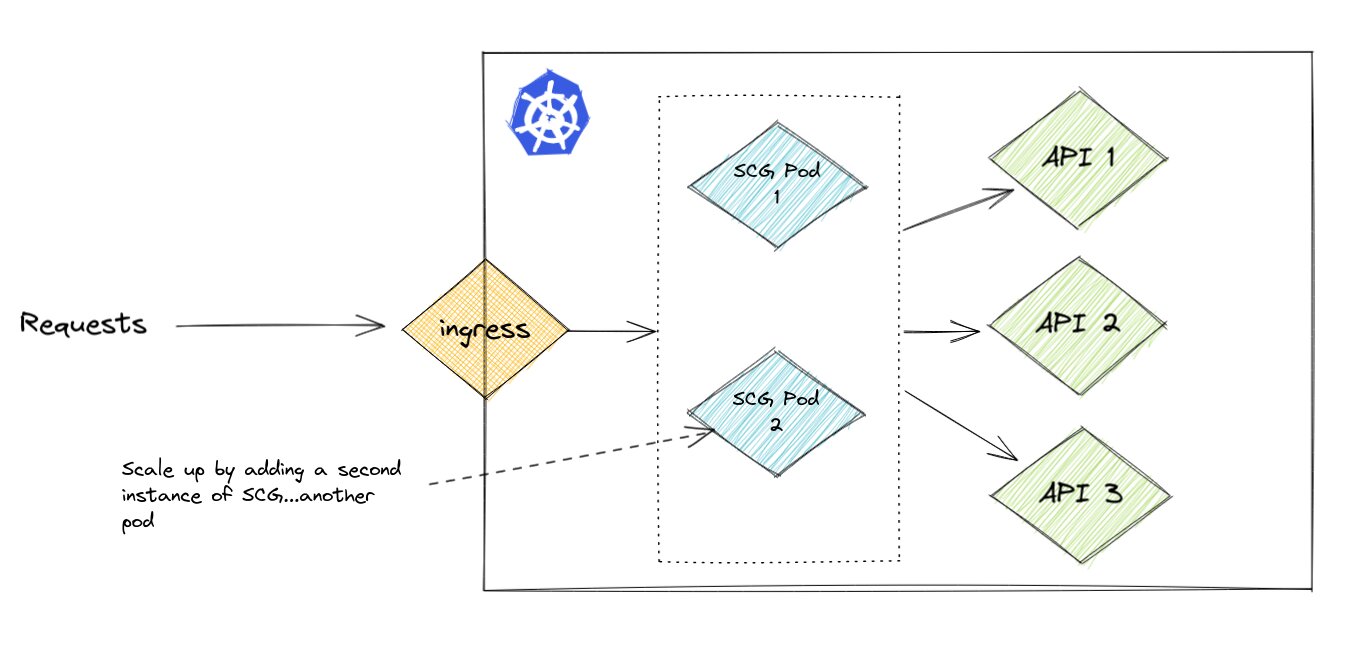 SCG Pod
1
API 1
Requests
ingress
API 2
SCG Pod
2
Scale up by adding a second
instance of SCG...another
pod
API 3